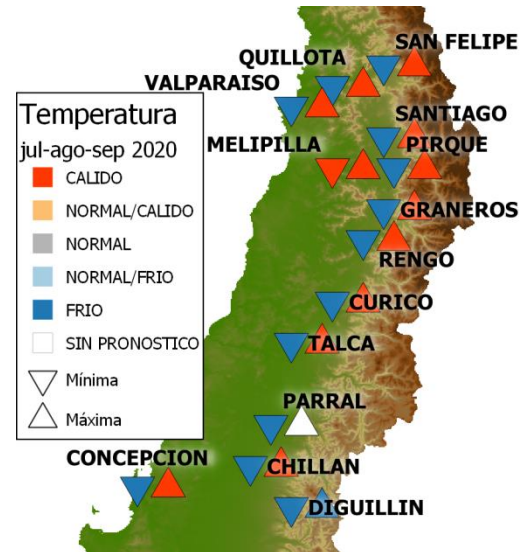 SAN FELIPE
QUILLOTA
VALPARAISO
Temperatura
jul-ago-sep 2020
CALIDO
NORMAL/CALIDO
NORMAL
NORMAL/FRIO
FRIO
SIN PRONOSTICO
Mínima
Máxima
SANTIAGO
MELIPILLA
PIRQUE
GRANEROS
RENGO
CURICO
TALCA
PARRAL
CONCEPCION
CHILLAN
DIGUILLIN